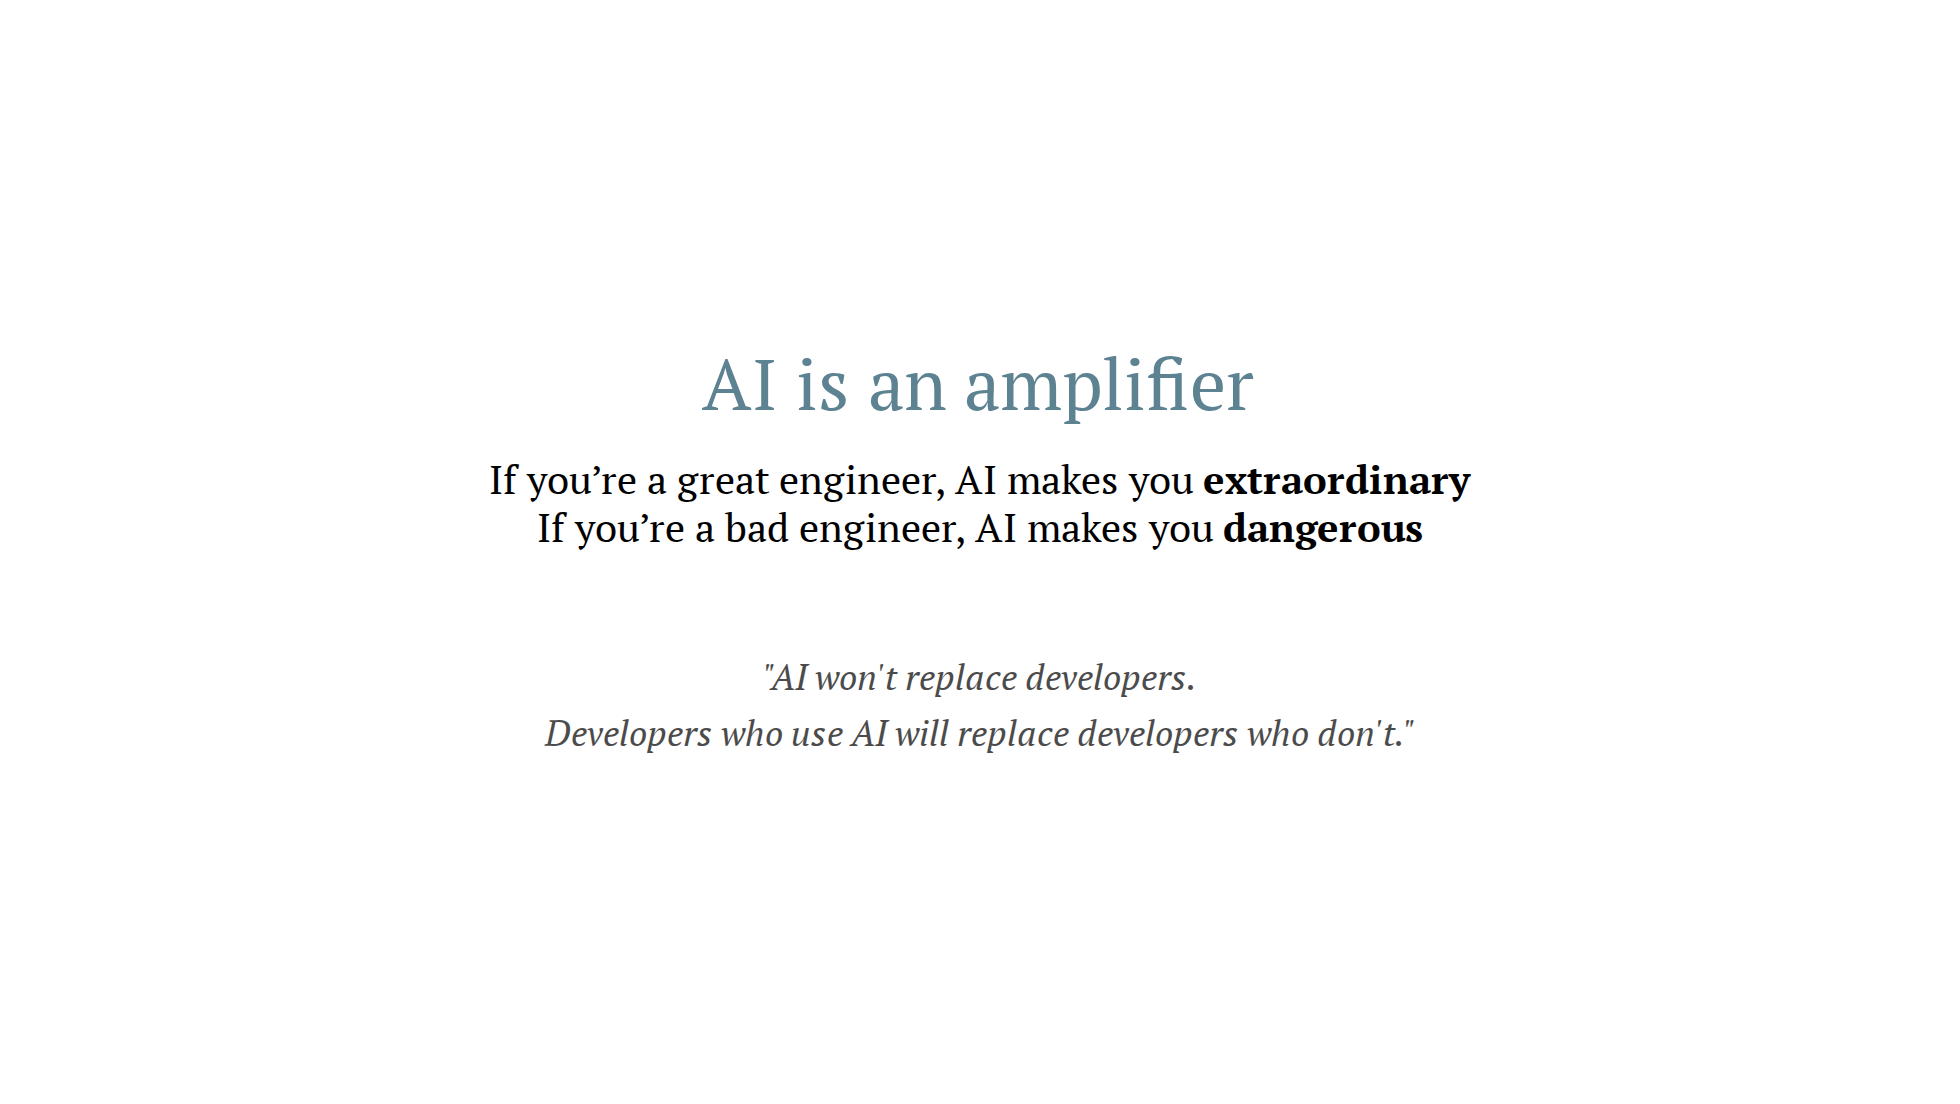 AI is an amplifier
If you’re a great engineer, AI makes you extraordinary
If you’re a bad engineer, AI makes you dangerous
"AI won't replace developers.
Developers who use AI will replace developers who don't."